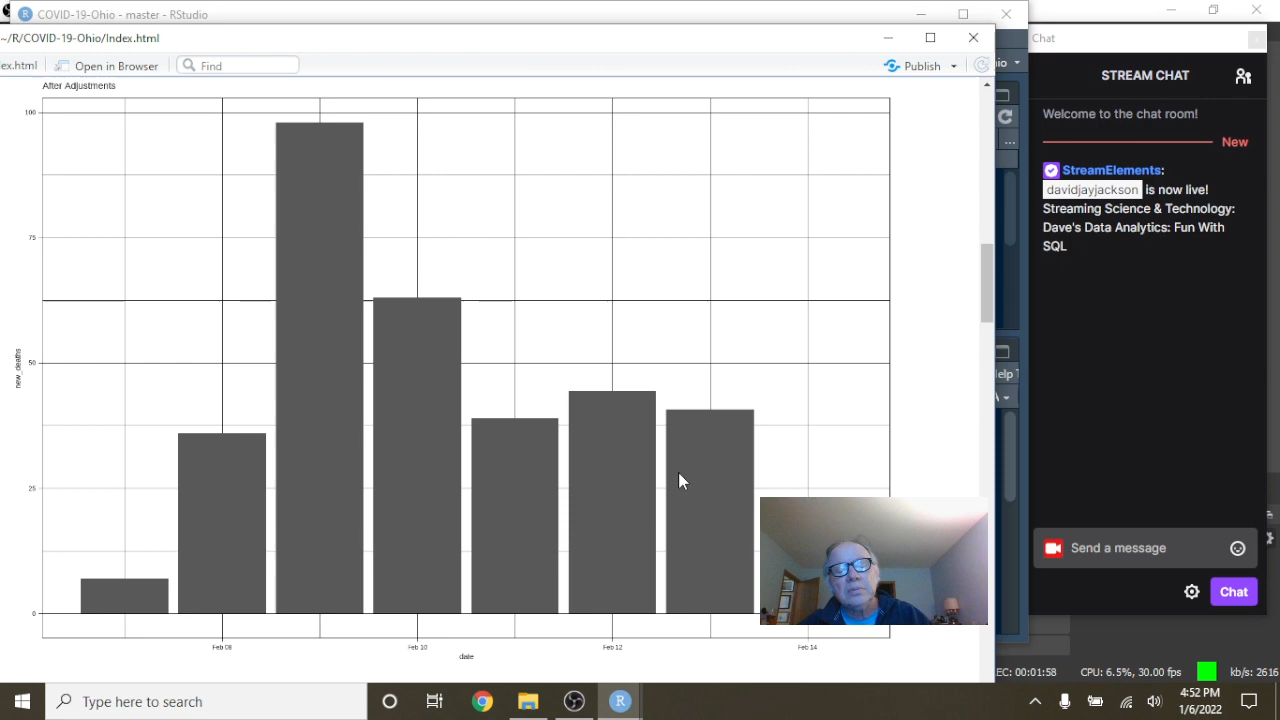 COVID-19-Ohio - master - RStudio
~/R/COVID-19-Ohio/Index.html
ex.html
Open in Browser
Find
Publish
After Adjustments
100
75
50
25
0
new_deaths
Feb 08
Feb 10
Feb 12
Feb 14
date
Chat
STREAM CHAT
Welcome to the chat room!
New
StreamElements:
davidjayjackson is now live!
Streaming Science & Technology:
Dave's Data Analytics: Fun With
SQL
Send a message
Chat
EC: 00:01:58
CPU: 6.5%, 30.00 fps
kb/s: 2616
Type here to search
4:52 PM
1/6/2022